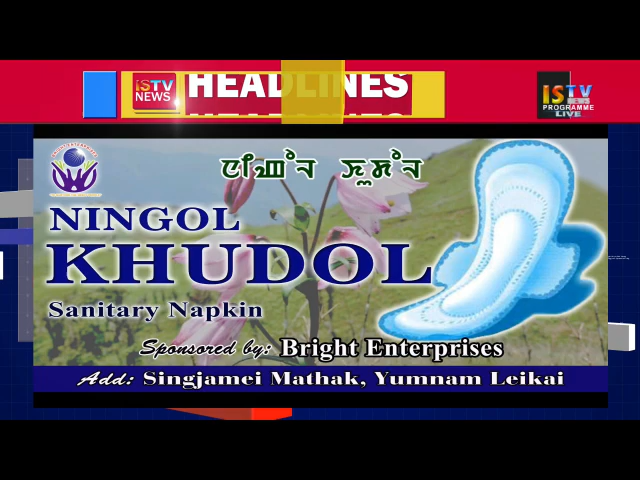 ISTV
NEWS
HEADLINES
ISTV
PROGRAMME
LIVE
ꯅꯤꯡꯣꯜ ꯈꯨꯗꯣꯜ
NINGOL
KHUDOL
Sanitary Napkin
Sponsored by: Bright Enterprises
Add: Singjamei Mathak, Yumnam Leikai